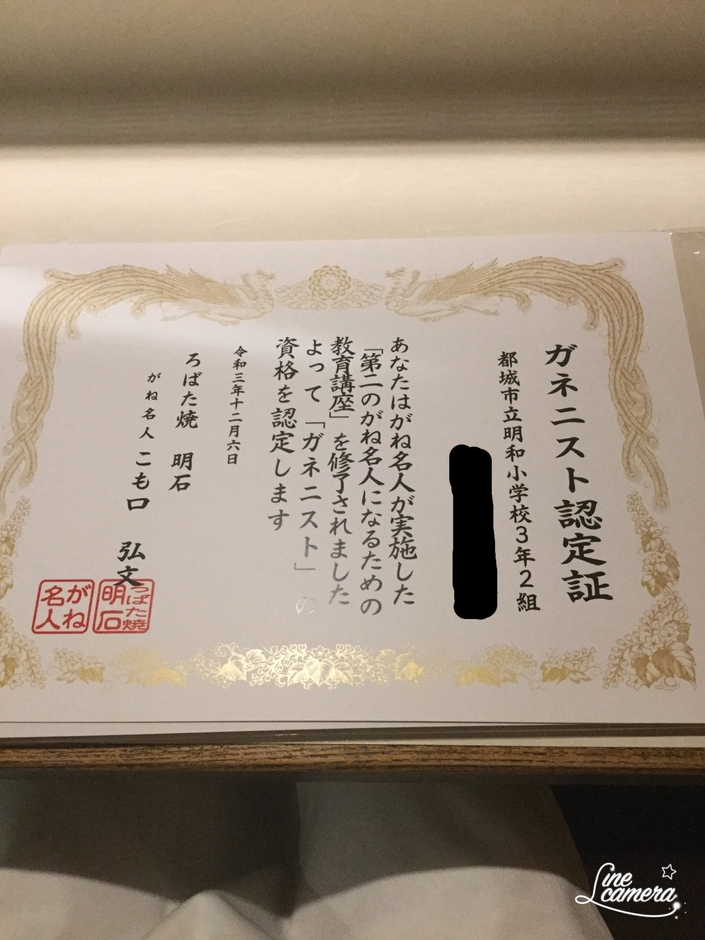 ガネニスト認定証
都城市立明和小学校3年2組
あなたはがね名人が実施した
「第二のがね名人になるための
教育講座」を修了されました
よって「ガネニスト」の
資格を認定します
令和三年十二月六日
ろばた焼 明石
がね名人 こも口 弘文
ろばた焼
明石
がね
名人
Line camera